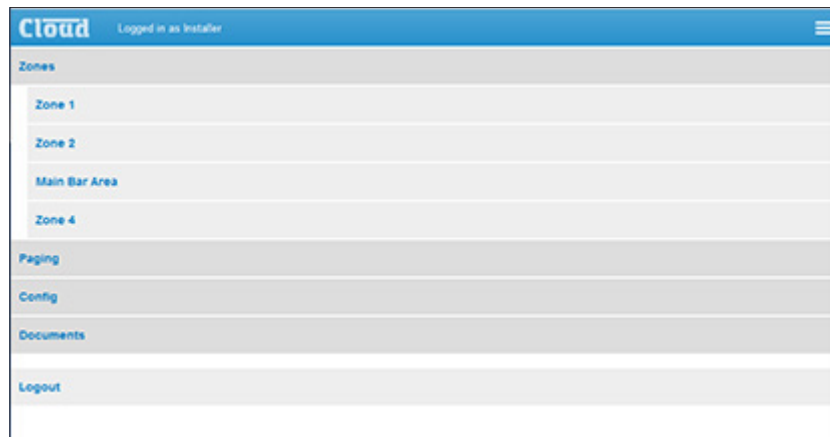 Cloud Logged in as Installer
Zones
Zone 1
Zone 2
Main Bar Area
Zone 4
Paging
Config
Documents
Logout